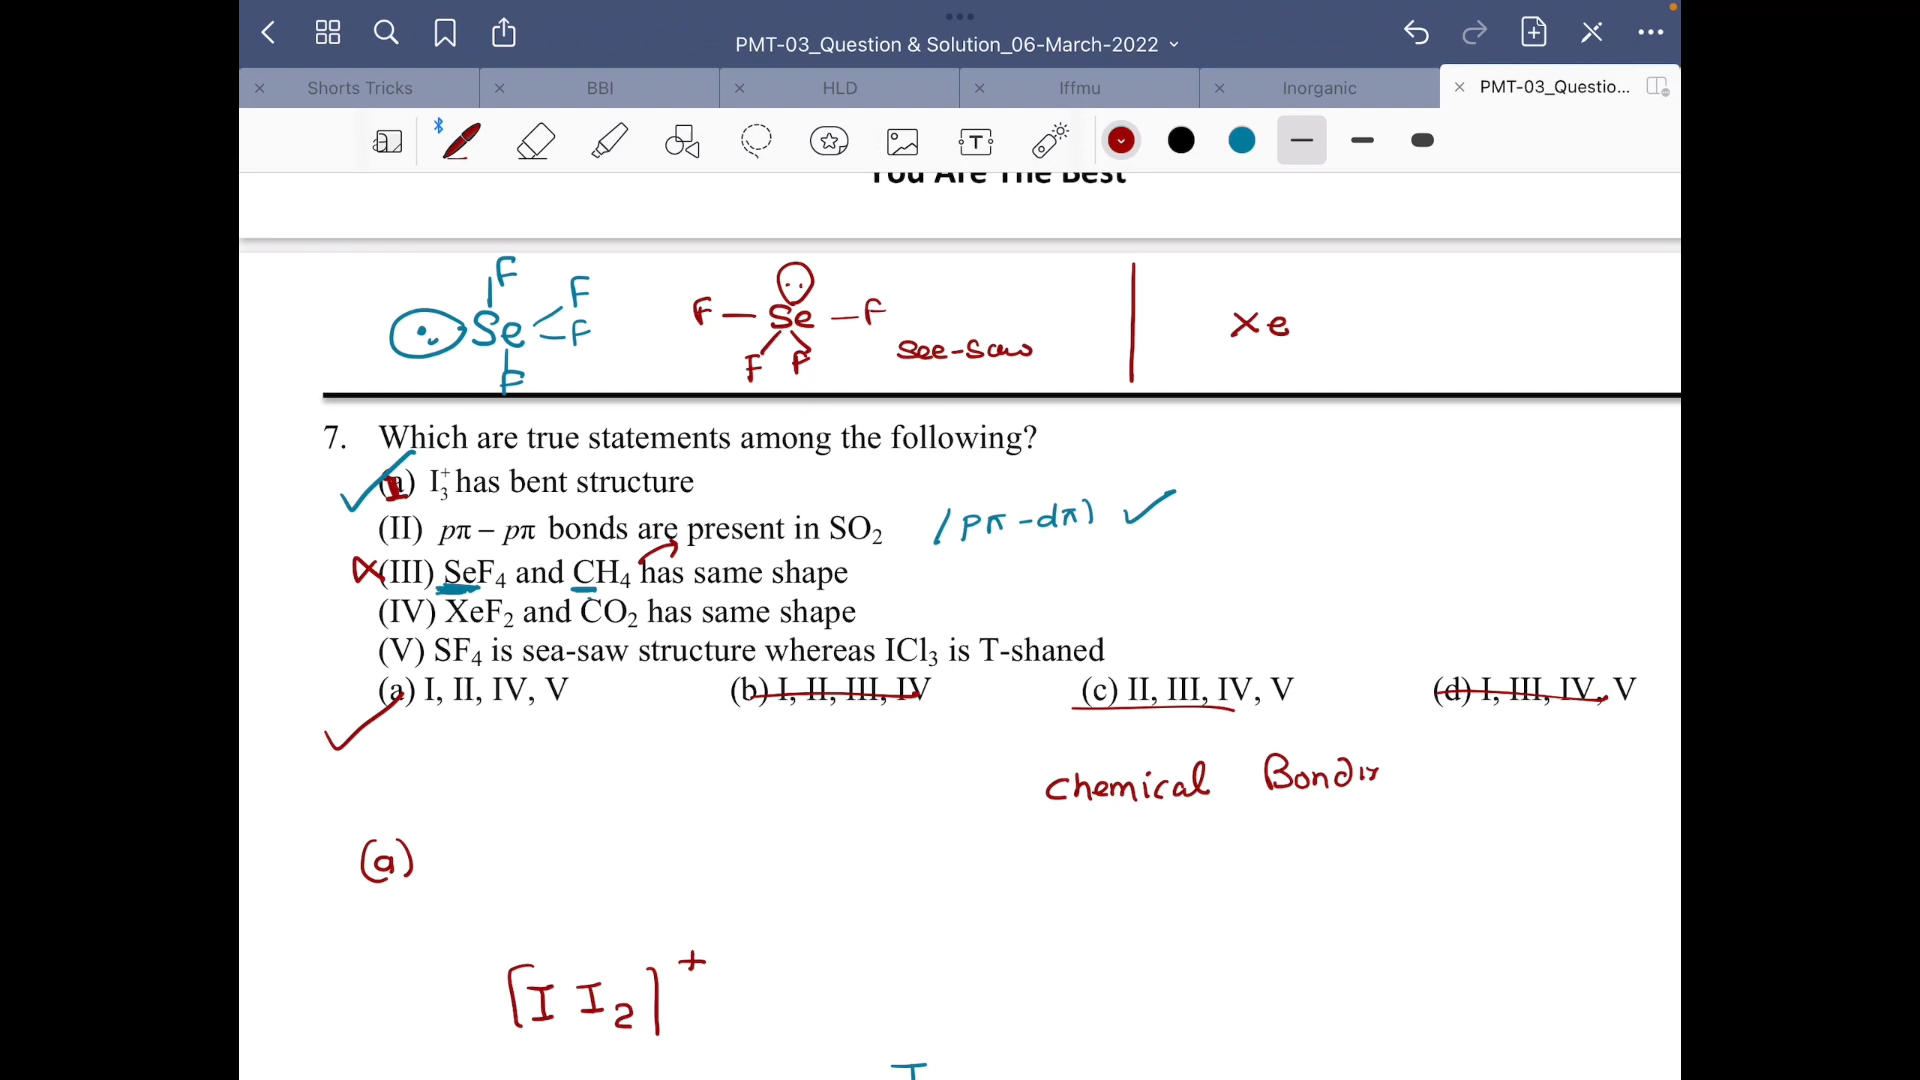 PMT-03_Question & Solution_06-March-2022
Shorts Tricks BBI HLD Iffmu Inorganic PMT-03_Questio...
T
You Are The Best
F F F Se F
F — Se — F F F See-Saw
Xe
7. Which are true statements among the following?
(I) I₃⁺ has bent structure
(II) pπ – pπ bonds are present in SO₂ / pπ - dπ)
(III) SeF₄ and CH₄ has same shape
(IV) XeF₂ and CO₂ has same shape
(V) SF₄ is sea-saw structure whereas ICl₃ is T-shaned
(a) I, II, IV, V (b) I, II, III, IV (c) II, III, IV, V (d) I, III, IV, V
chemical
(a)
[I I₂]⁺